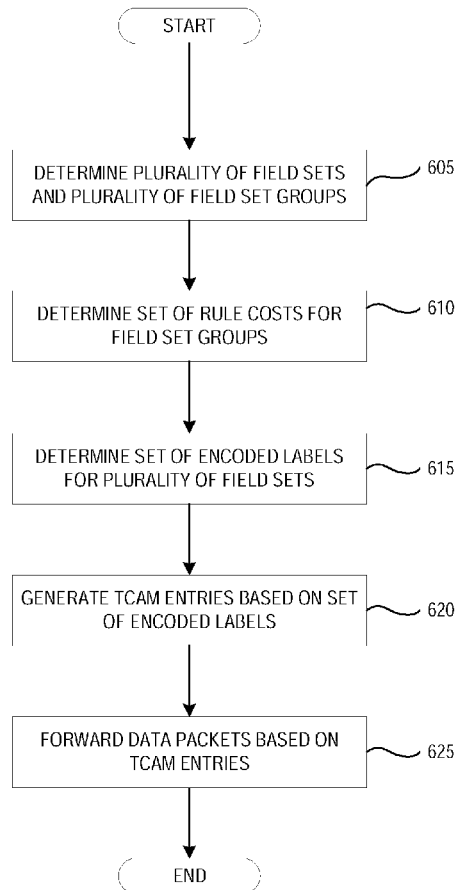 START
DETERMINE PLURALITY OF FIELD SETS
AND PLURALITY OF FIELD SET GROUPS
605
DETERMINE SET OF RULE COSTS FOR
FIELD SET GROUPS
610
DETERMINE SET OF ENCODED LABELS
FOR PLURALITY OF FIELD SETS
615
GENERATE TCAM ENTRIES BASED ON SET
OF ENCODED LABELS
620
FORWARD DATA PACKETS BASED ON
TCAM ENTRIES
625
END